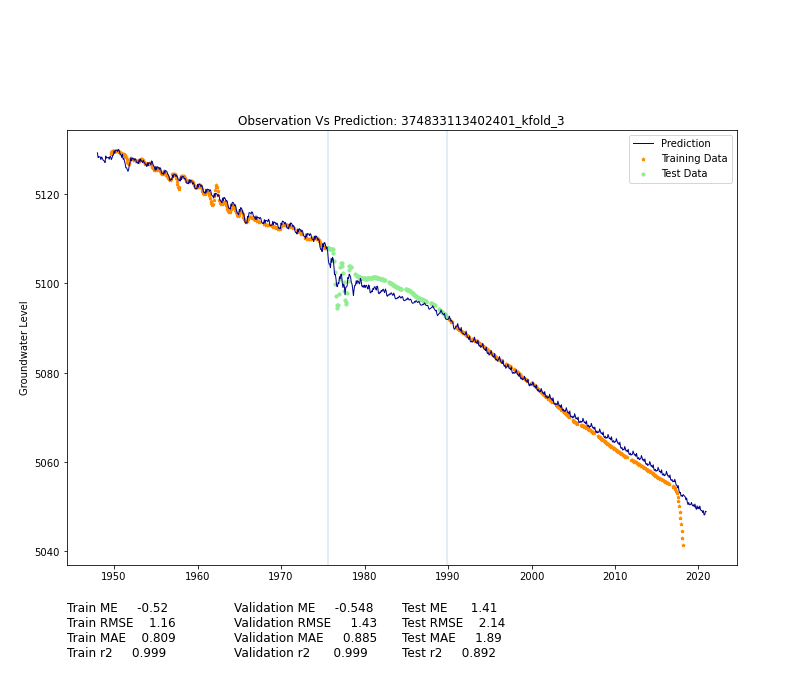 Observation Vs Prediction: 374833113402401_kfold_3
Prediction
Training Data
Test Data
Groundwater Level
5120
5100
5080
5060
5040
1950 1960 1970 1980 1990 2000 2010 2020
Train ME -0.52 Validation ME -0.548 Test ME 1.41
Train RMSE 1.16 Validation RMSE 1.43 Test RMSE 2.14
Train MAE 0.809 Validation MAE 0.885 Test MAE 1.89
Train r2 0.999 Validation r2 0.999 Test r2 0.892